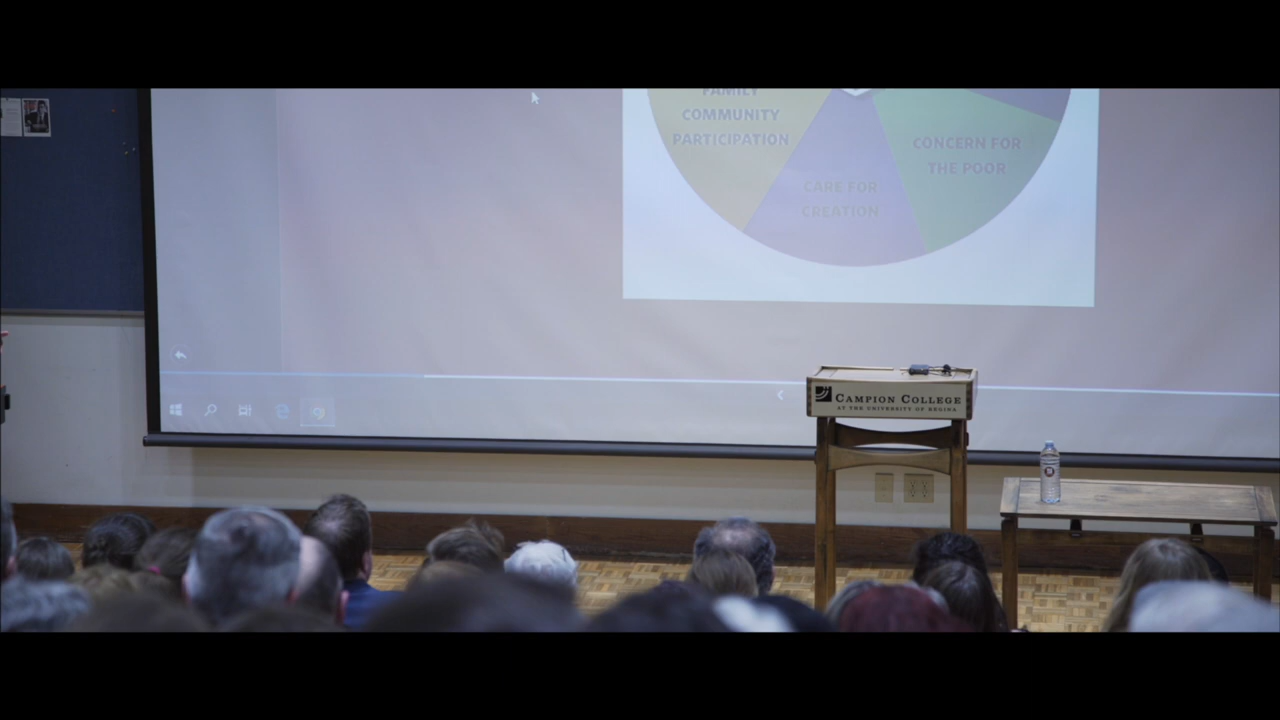 FAMILY
COMMUNITY
PARTICIPATION
CONCERN FOR
THE POOR
CARE FOR
CREATION
CAMPION COLLEGE
AT THE UNIVERSITY OF REGINA